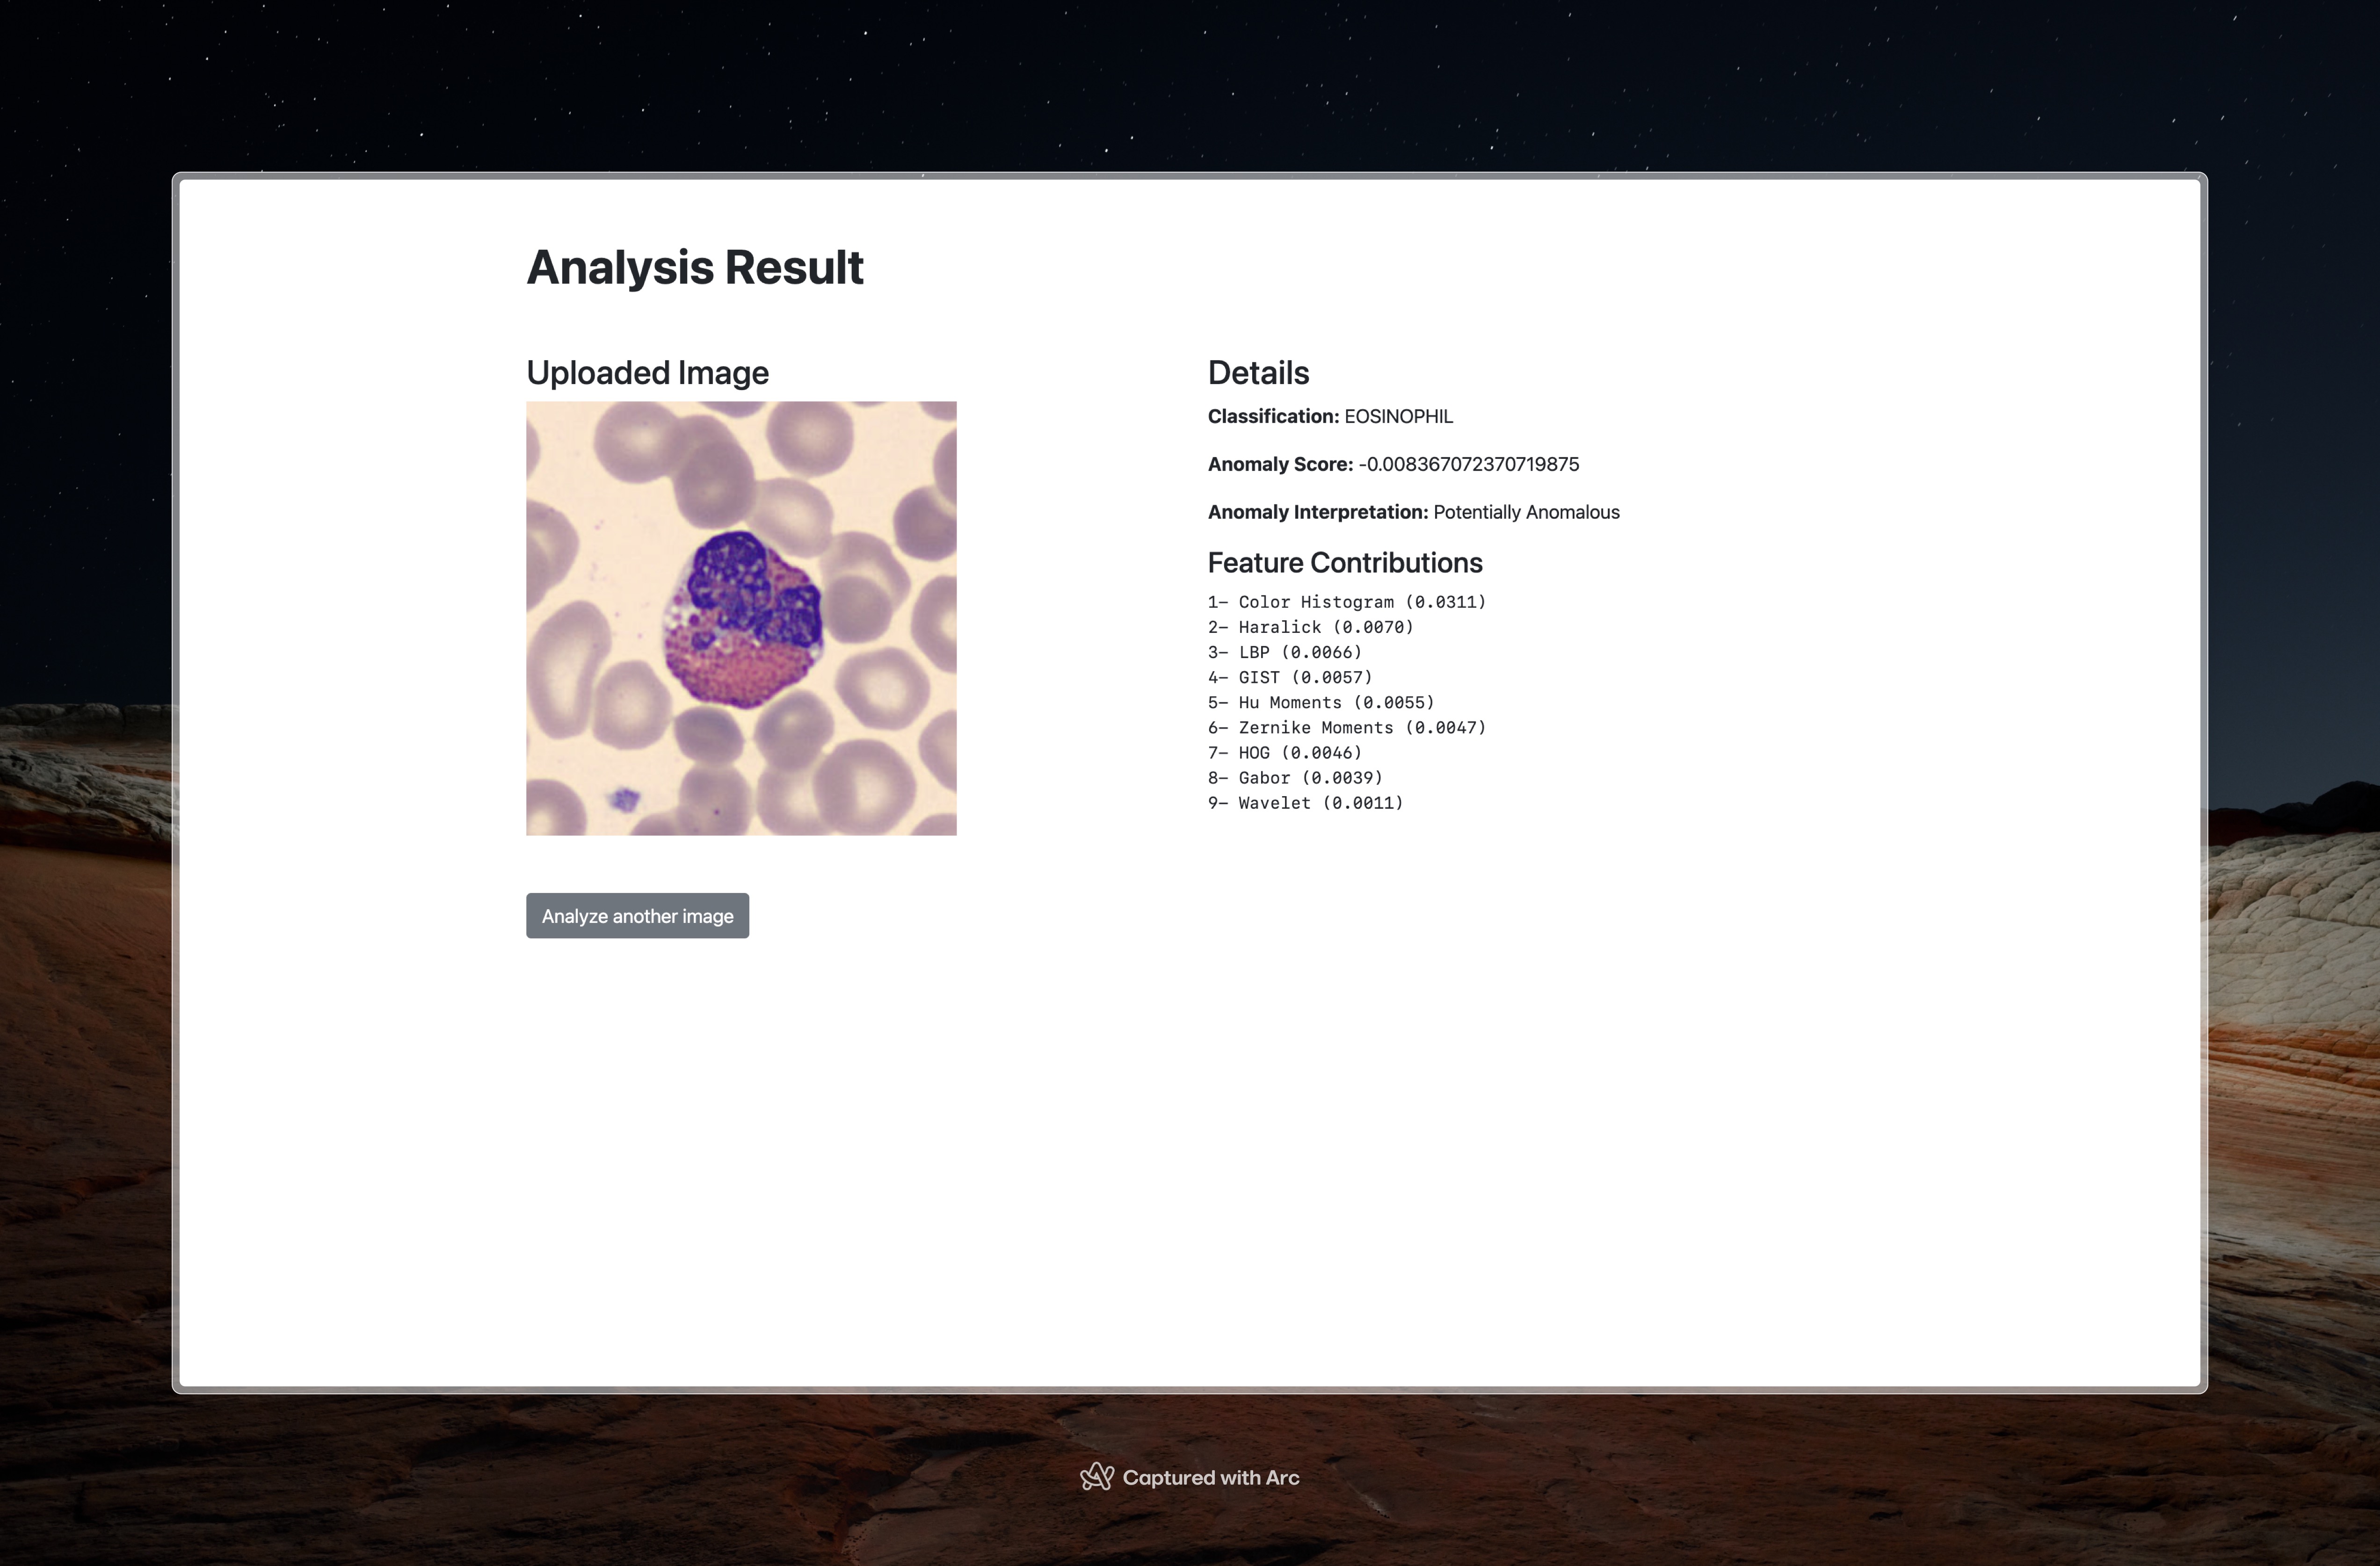 Analysis Result
Uploaded Image
Details
Classification: EOSINOPHIL
Anomaly Score: -0.008367072370719875
Anomaly Interpretation: Potentially Anomalous
Feature Contributions
1– Color Histogram (0.0311)
2– Haralick (0.0070)
3– LBP (0.0066)
4– GIST (0.0057)
5– Hu Moments (0.0055)
6– Zernike Moments (0.0047)
7– HOG (0.0046)
8– Gabor (0.0039)
9– Wavelet (0.0011)
Analyze another image
Captured with Arc